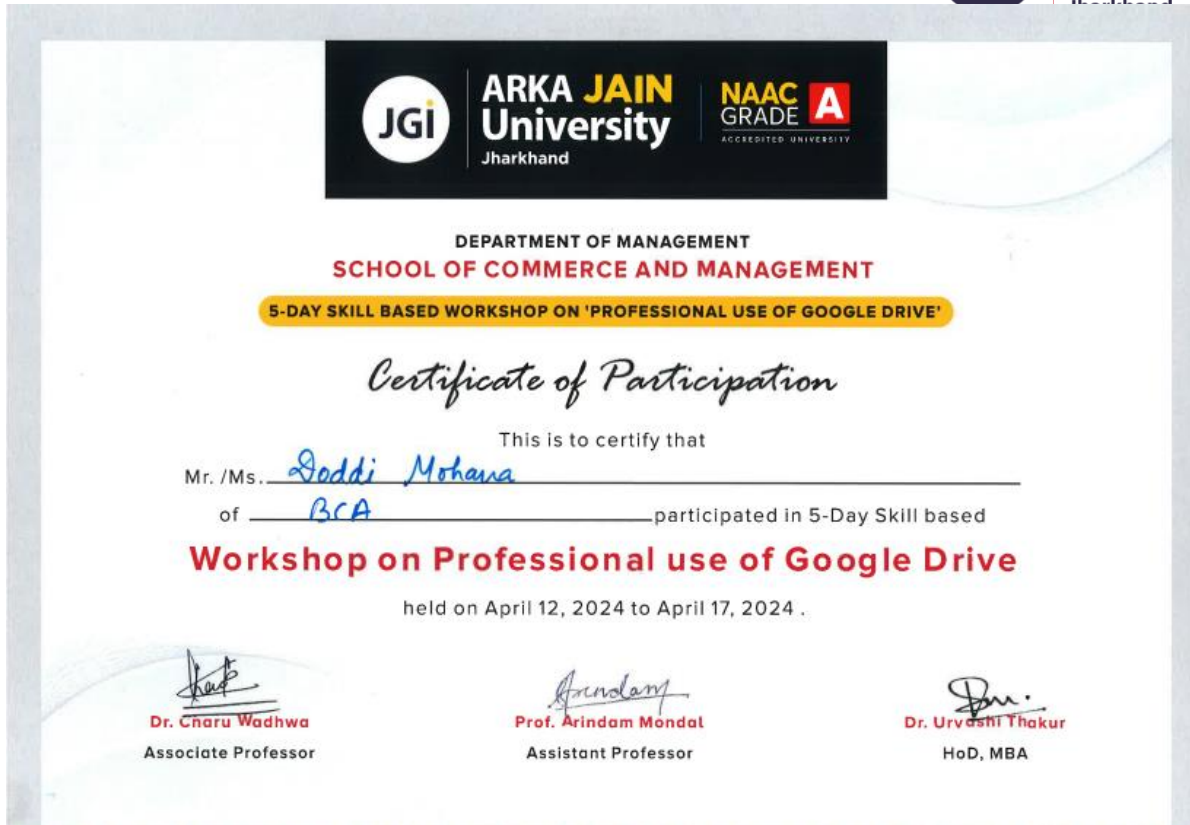 Jharkhand
JGi
ARKA JAIN
University
Jharkhand
NAAC
GRADE A
ACCREDITED UNIVERSITY
DEPARTMENT OF MANAGEMENT
SCHOOL OF COMMERCE AND MANAGEMENT
5-DAY SKILL BASED WORKSHOP ON 'PROFESSIONAL USE OF GOOGLE DRIVE'
Certificate of Participation
This is to certify that
Mr. /Ms. Doddi Mohana
of BCA participated in 5-Day Skill based
Workshop on Professional use of Google Drive
held on April 12, 2024 to April 17, 2024 .
Arindam
Dr. Charu Wadhwa Prof. Arindam Mondal Dr. Urvashi Thakur
Associate Professor Assistant Professor HoD, MBA